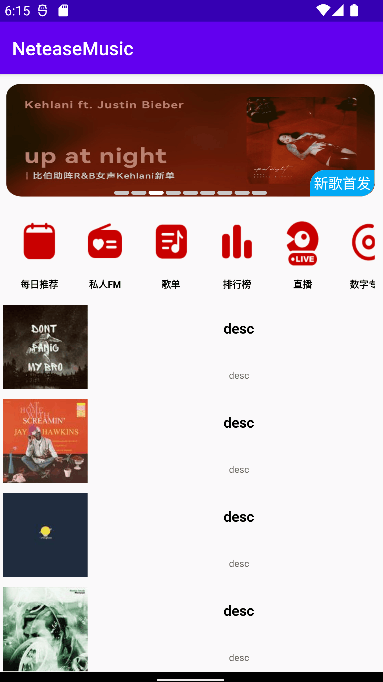 6:15
NeteaseMusic
Kehlani ft. Justin Bieber
up at night
| 比伯助阵R&B女声Kehlani新单
新歌首发
每日推荐
私人FM
歌单
排行榜
LIVE
直播
数字专
DONT
PANIC
MY BRO
desc
desc
AT
HOME WITH
SCREAMIN'
JAY HAWKINS
desc
desc
desc
desc
desc
desc